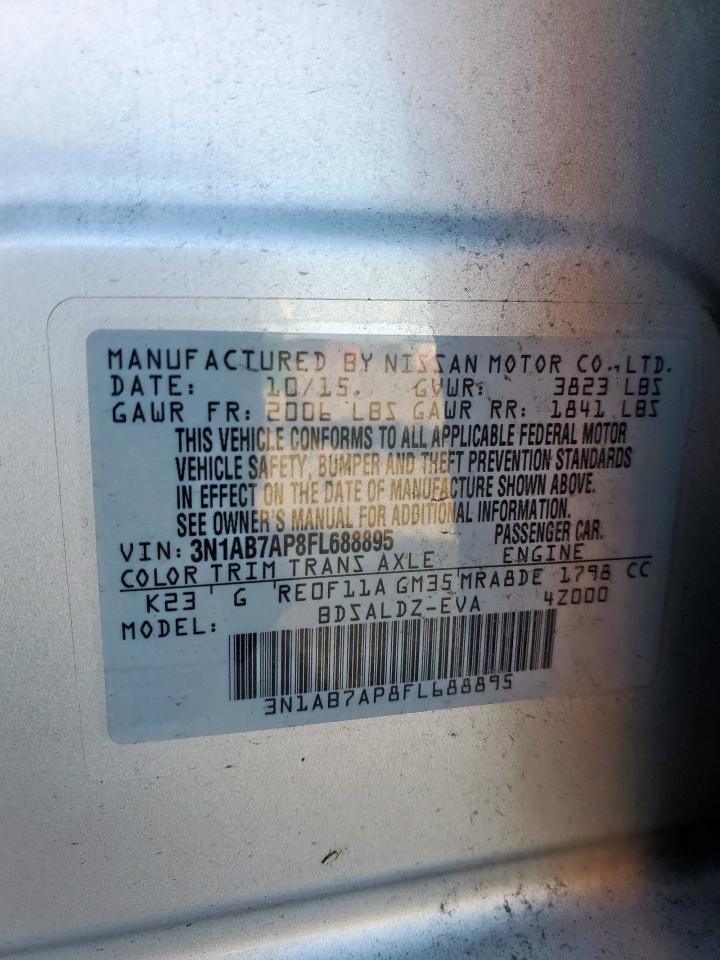 MANUFACTURED BY NISSAN MOTOR CO.,LTD.
DATE: 10/15. GVWR: 3823 LBS
GAWR FR: 2006 LBS GAWR RR: 1841 LBS
THIS VEHICLE CONFORMS TO ALL APPLICABLE FEDERAL MOTOR
VEHICLE SAFETY, BUMPER AND THEFT PREVENTION STANDARDS
IN EFFECT ON THE DATE OF MANUFACTURE SHOWN ABOVE.
SEE OWNER'S MANUAL FOR ADDITIONAL INFORMATION.
VIN: 3N1AB7AP8FL688895 PASSENGER CAR.
COLOR TRIM TRANS AXLE ENGINE
K23 G RE0F11A GM35 MRA8DE 1798 CC
MODEL: BDSALDZ-EVA 4Z000
3N1AB7AP8FL688895